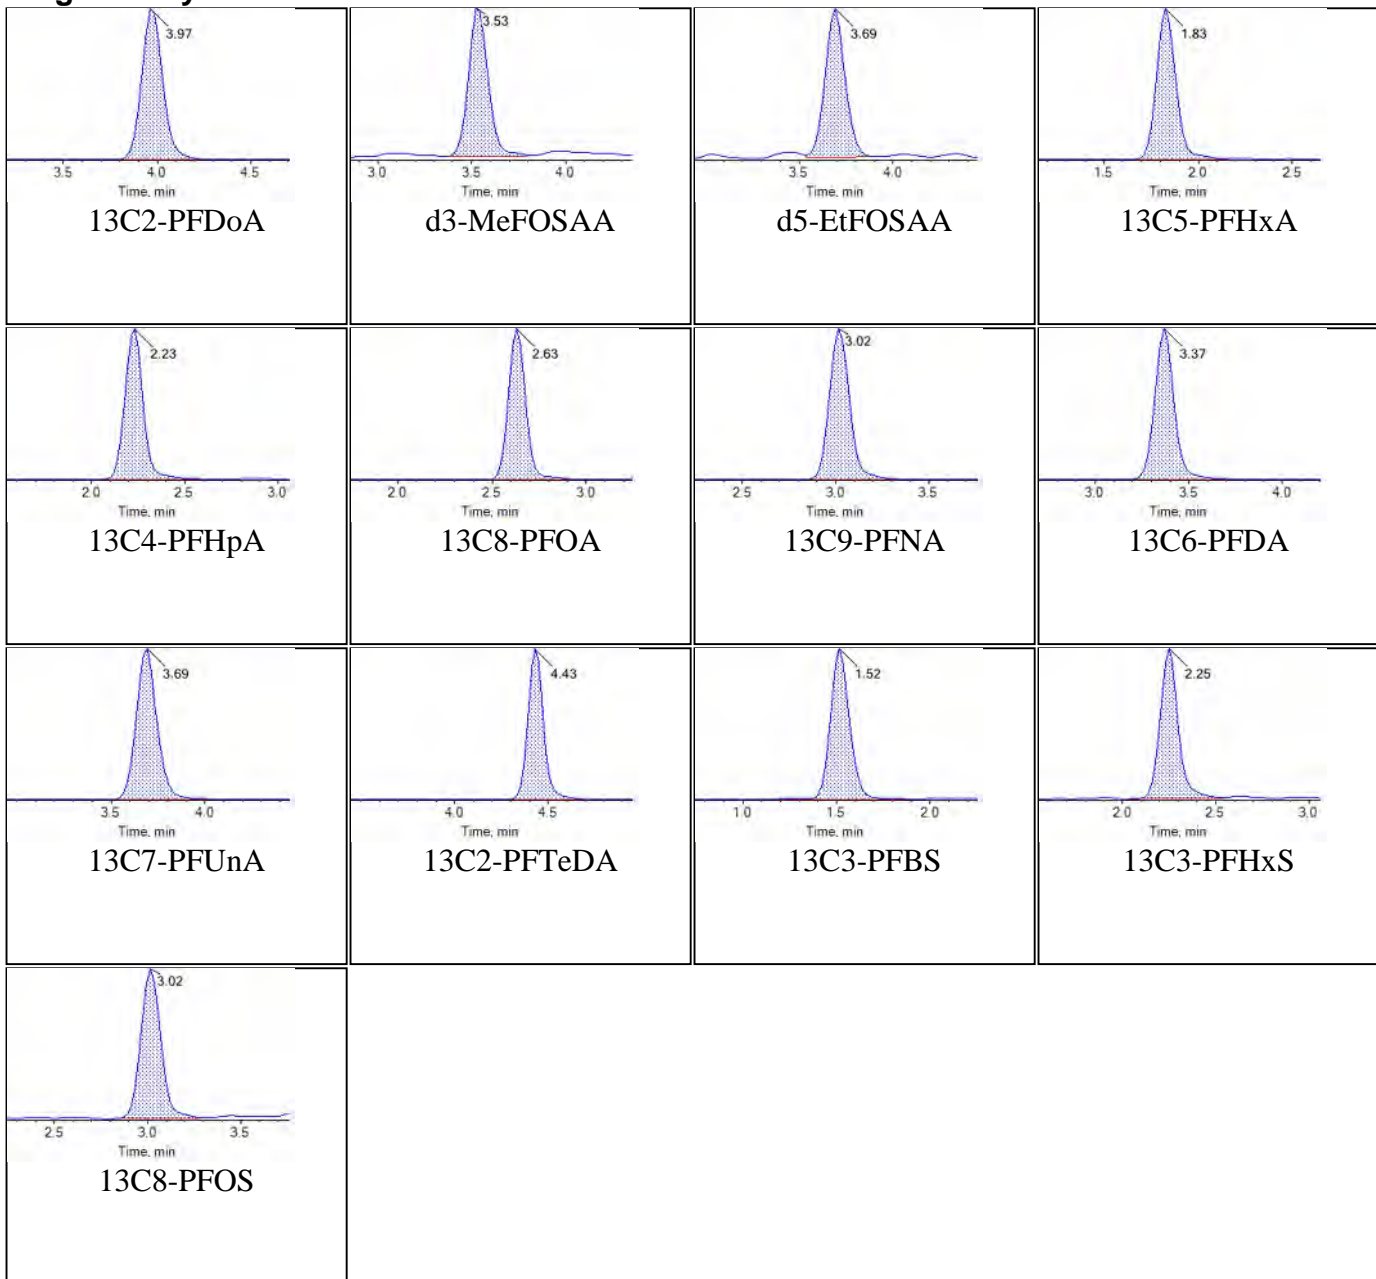 3.97
3.5 4.0 4.5
Time, min
13C2-PFDoA
3.53
3.0 3.5 4.0
Time, min
d3-MeFOSAA
3.69
3.5 4.0
Time, min
d5-EtFOSAA
1.83
1.5 2.0 2.5
Time, min
13C5-PFHxA
2.23
2.0 2.5 3.0
Time, min
13C4-PFHpA
2.63
2.0 2.5 3.0
Time, min
13C8-PFOA
3.02
2.5 3.0 3.5
Time, min
13C9-PFNA
3.37
3.0 3.5 4.0
Time, min
13C6-PFDA
3.69
3.5 4.0
Time, min
13C7-PFUnA
4.43
4.0 4.5
Time, min
13C2-PFTeDA
1.52
1.0 1.5 2.0
Time, min
13C3-PFBS
2.25
2.0 2.5 3.0
Time, min
13C3-PFHxS
3.02
2.5 3.0 3.5
Time, min
13C8-PFOS